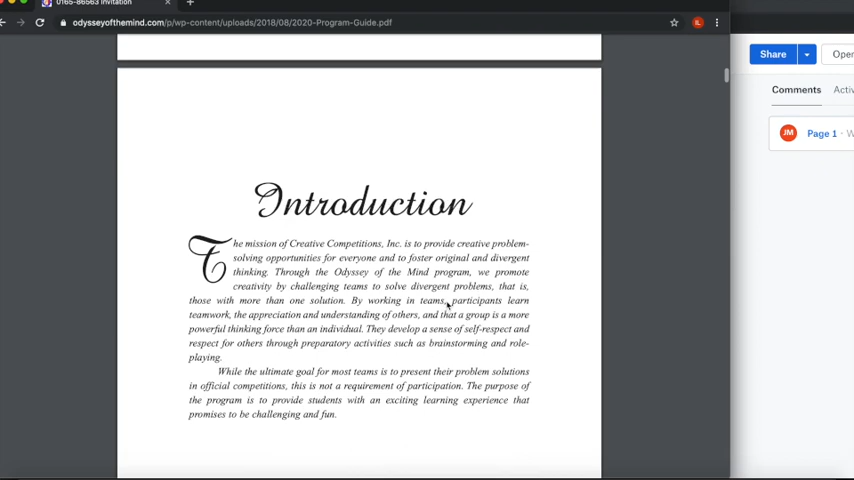 0165-86563 Invitation
odysseyofthemind.com/p/wp-content/uploads/2018/08/2020-Program-Guide.pdf
IL
Share
Open
Comments
Activ
JM
Page 1 · W
Introduction
The mission of Creative Competitions, Inc. is to provide creative problem-
solving opportunities for everyone and to foster original and divergent
thinking. Through the Odyssey of the Mind program, we promote
creativity by challenging teams to solve divergent problems, that is,
those with more than one solution. By working in teams, participants learn
teamwork, the appreciation and understanding of others, and that a group is a more
powerful thinking force than an individual. They develop a sense of self-respect and
respect for others through preparatory activities such as brainstorming and role-
playing.
While the ultimate goal for most teams is to present their problem solutions
in official competitions, this is not a requirement of participation. The purpose of
the program is to provide students with an exciting learning experience that
promises to be challenging and fun.